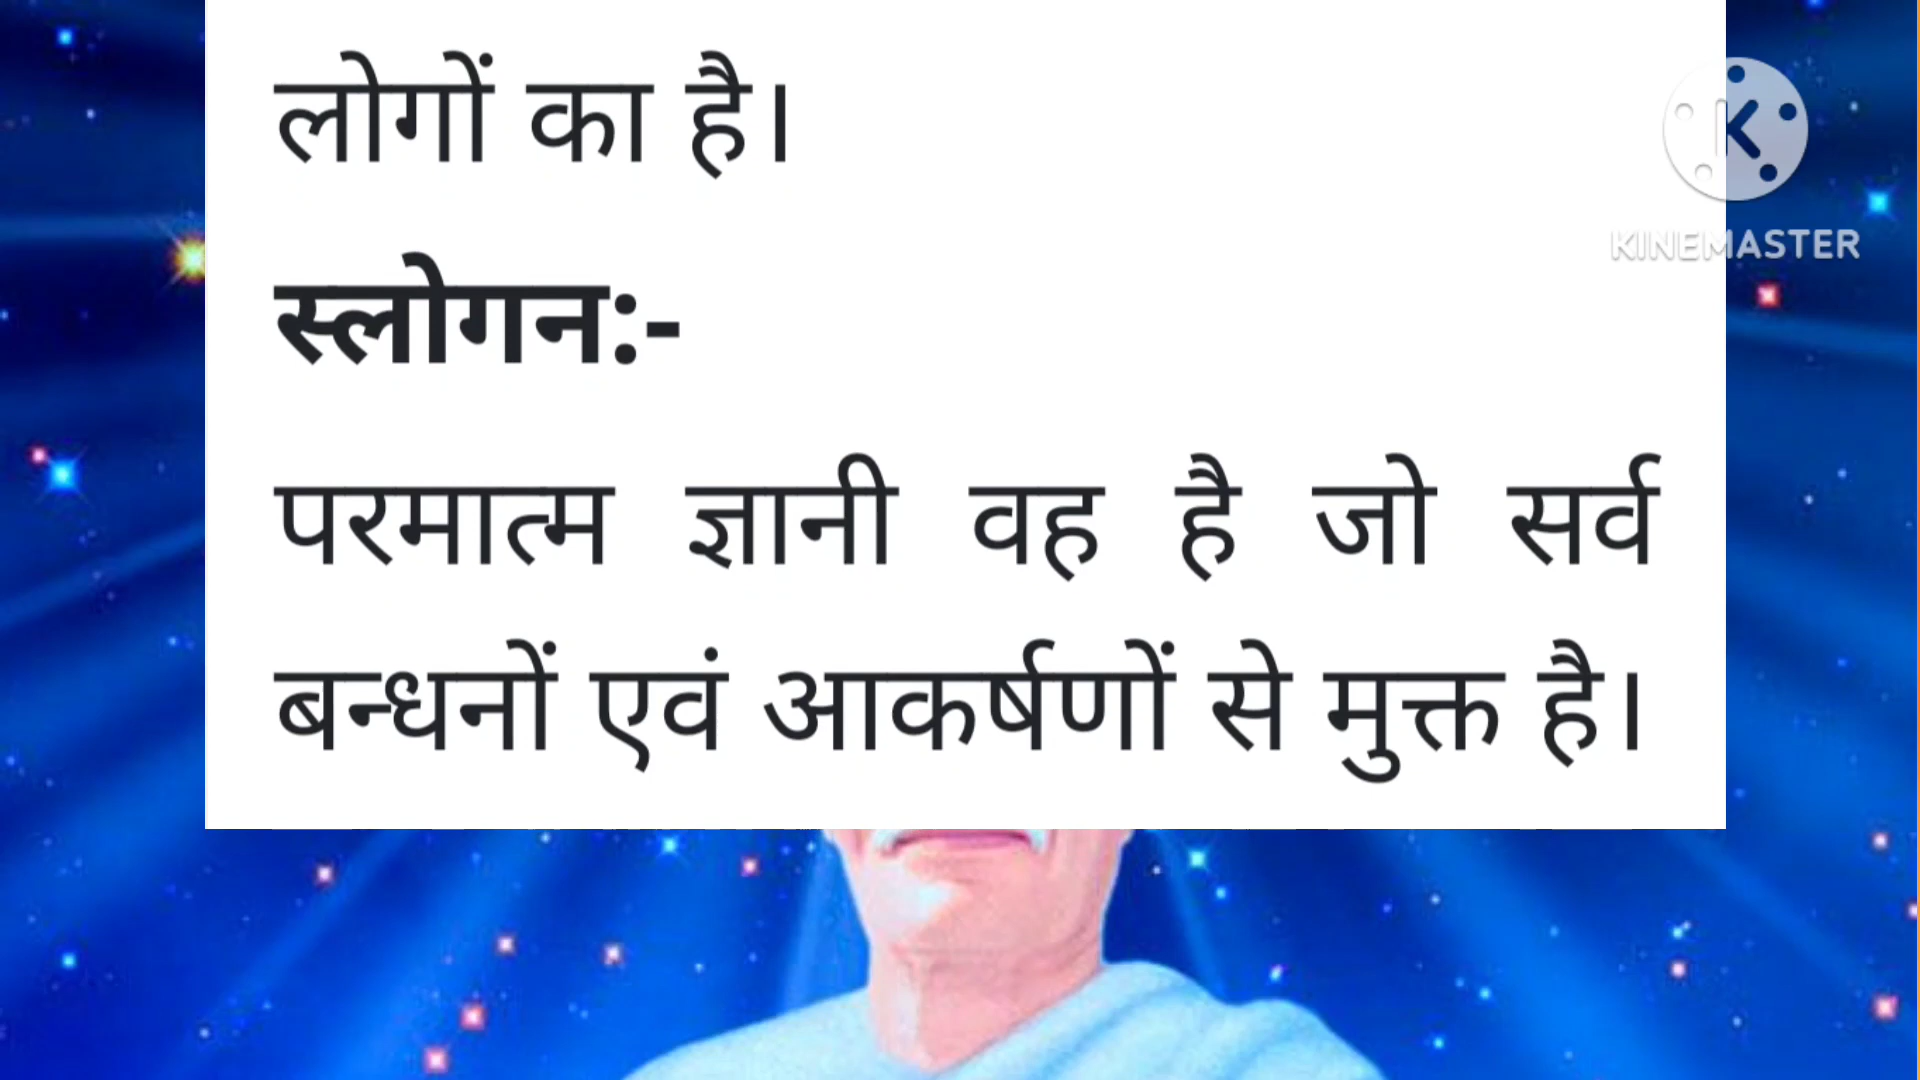 लोगों का है।
K
KINEMASTER
स्लोगन:-
परमात्म ज्ञानी वह है जो सर्व
बन्धनों एवं आकर्षणों से मुक्त है।